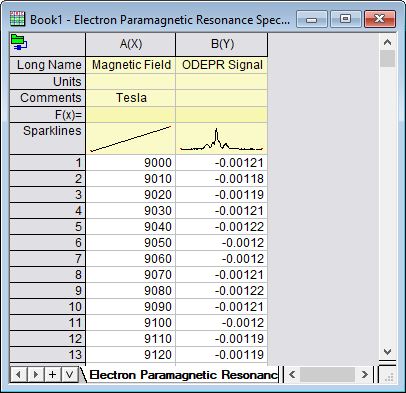 Book1 - Electron Paramagnetic Resonance Spec...
A(X) B(Y)
Long Name Magnetic Field ODEPR Signal
Units
Comments Tesla
F(x)=
Sparklines
1 9000 -0.00121
2 9010 -0.00118
3 9020 -0.00119
4 9030 -0.00121
5 9040 -0.00122
6 9050 -0.0012
7 9060 -0.0012
8 9070 -0.00121
9 9080 -0.00122
10 9090 -0.00121
11 9100 -0.0012
12 9110 -0.00119
13 9120 -0.00119
Electron Paramagnetic Resonanc